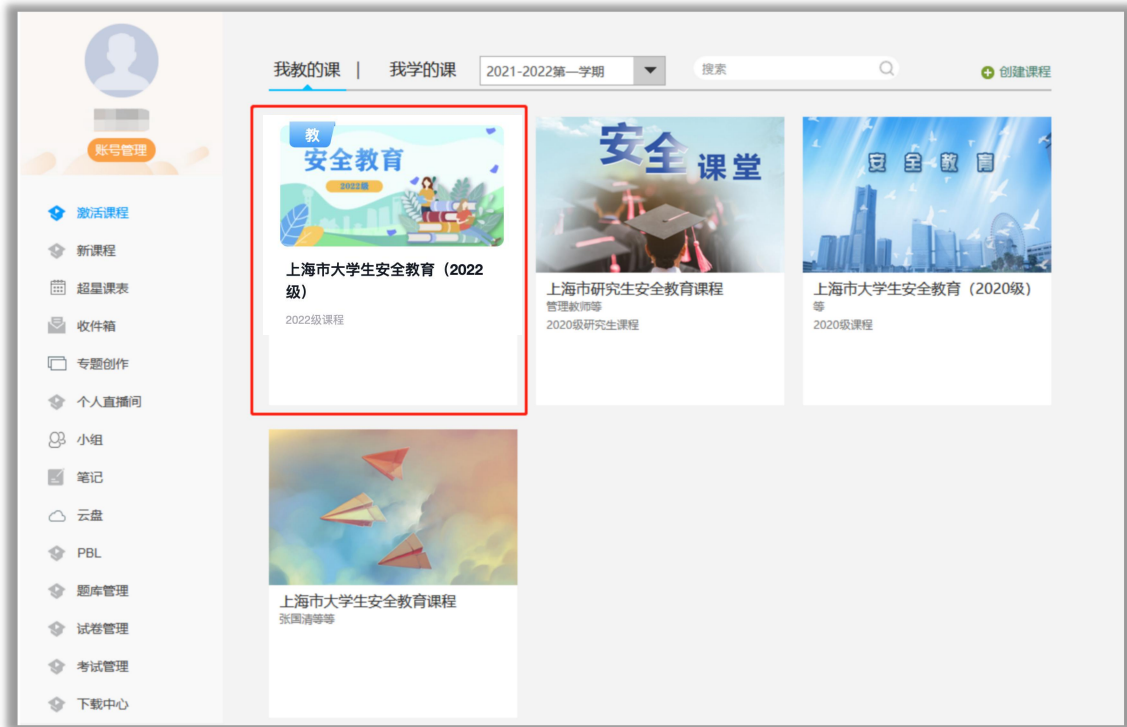 账号管理
激活课程
新课程
超星课表
收件箱
专题创作
个人直播间
小组
笔记
云盘
PBL
题库管理
试卷管理
考试管理
下载中心
我教的课 | 我学的课 2021-2022第一学期 搜索 创建课程
教
安全教育
2022级
上海市大学生安全教育（2022
级）
2022级课程
安全课堂
上海市研究生安全教育课程
管理教师等
2020级研究生课程
安全教育
上海市大学生安全教育（2020级）
等
2020级课程
上海市大学生安全教育课程
张国清等等